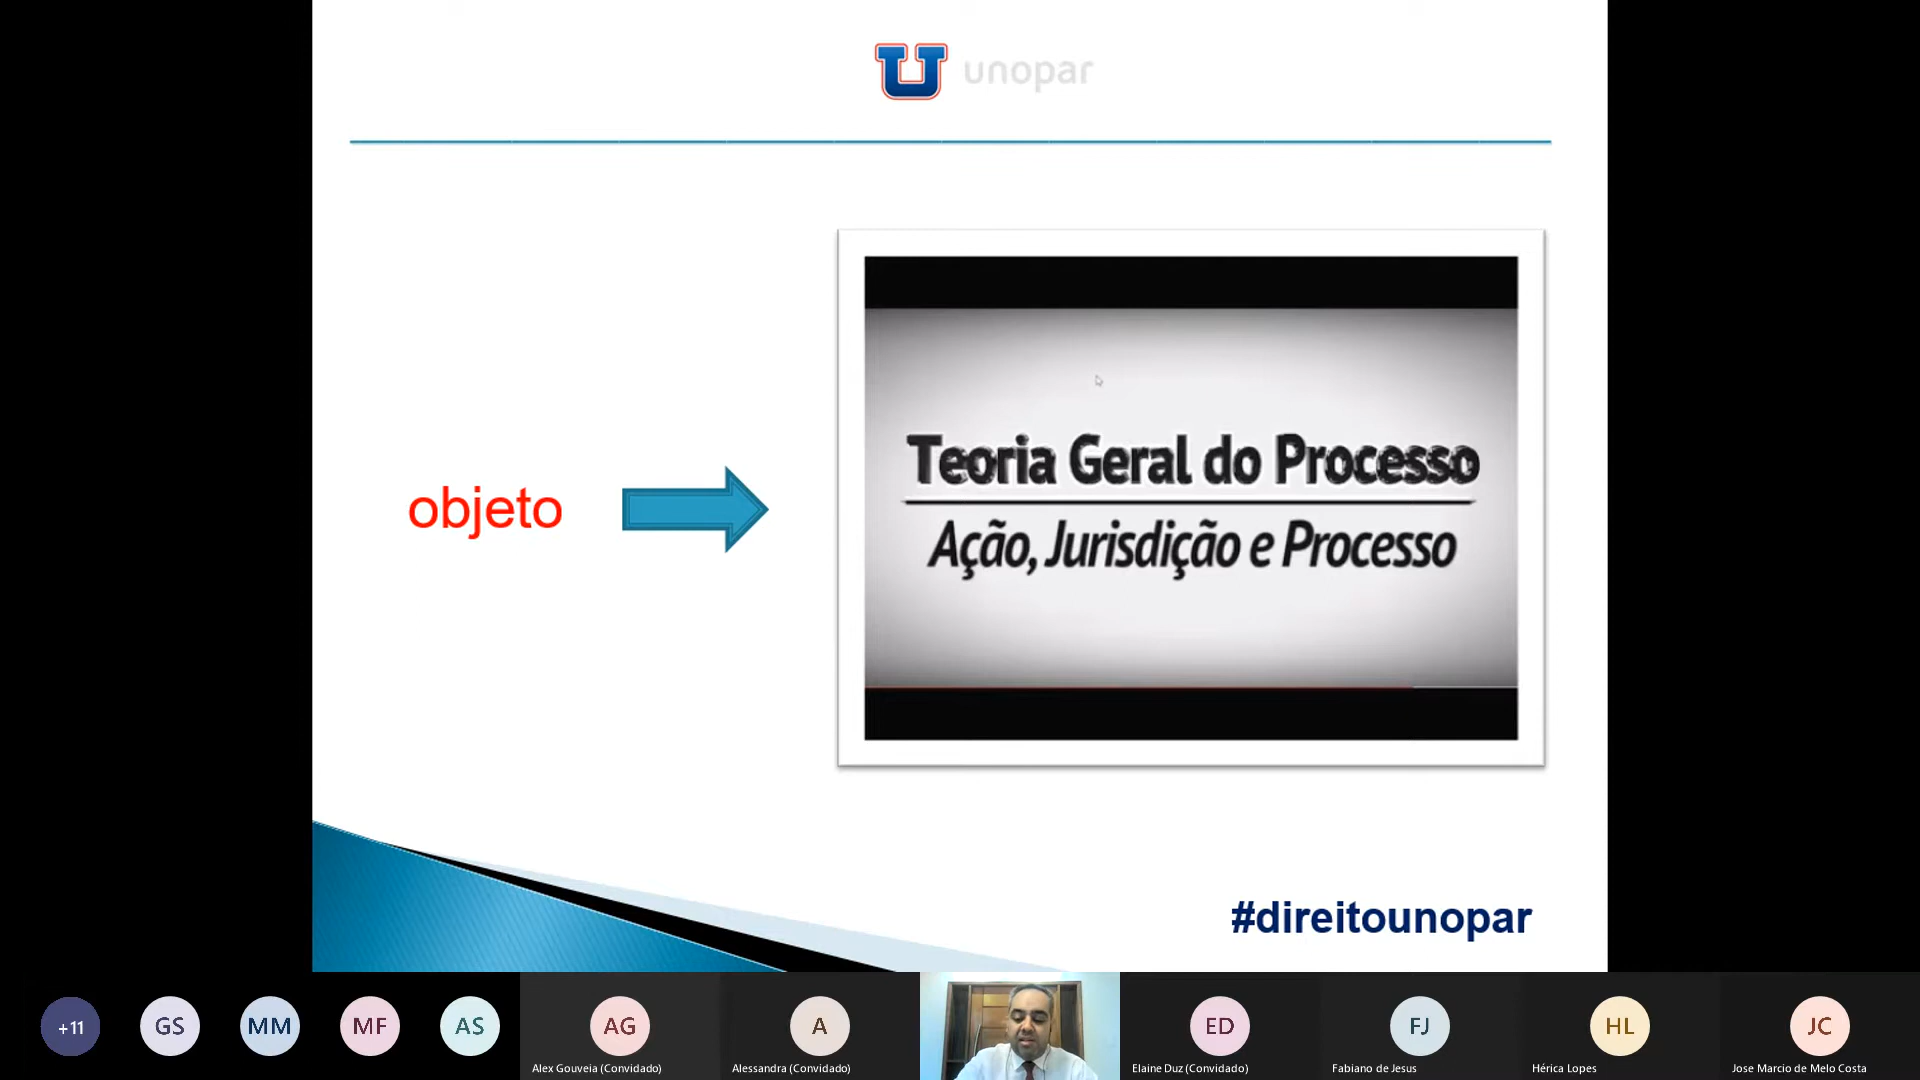 unopar
objeto
Teoria Geral do Processo
Ação, Jurisdição e Processo
#direitounopar
+11
GS
MM
MF
AS
AG
A
ED
FJ
HL
JC
Alex Gouveia (Convidado)
Alessandra (Convidado)
Elaine Duz (Convidado)
Fabiano de Jesus
Hérica Lopes
Jose Marcio de Melo Costa